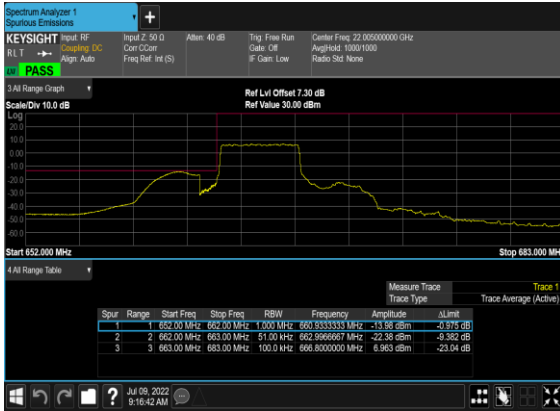 Spectrum Analyzer 1
Spurious Emissions
+
KEYSIGHT Input: RF Input Z: 50 Ω Atten: 40 dB Trig: Free Run Center Freq: 22.005000000 GHz
RLT Coupling: DC Corr CCorr Gate: Off Avg|Hold: 1000/1000
Align: Auto Freq Ref: Int (S) IF Gain: Low Radio Std: None
PASS
3 All Range Graph
Ref Lvl Offset 7.30 dB
Scale/Div 10.0 dB Ref Value 30.00 dBm
Log
20.0
10.0
0.00
-10.0
-20.0
-30.0
-40.0
-50.0
-60.0
Start 652.000 MHz Stop 683.000 MH
4 All Range Table
Measure Trace Trace 1
Trace Type Trace Average (Active)
Spur Range Start Freq Stop Freq RBW Frequency Amplitude ΔLimit
1 1 652.00 MHz 662.00 MHz 1.000 MHz 660.9333333 MHz -13.98 dBm -0.975 dB
2 2 662.00 MHz 663.00 MHz 51.00 kHz 662.9966667 MHz -22.38 dBm -9.382 dB
3 3 663.00 MHz 683.00 MHz 100.0 kHz 666.8000000 MHz 6.963 dBm -23.04 dB
? Jul 09, 2022
9:16:42 AM